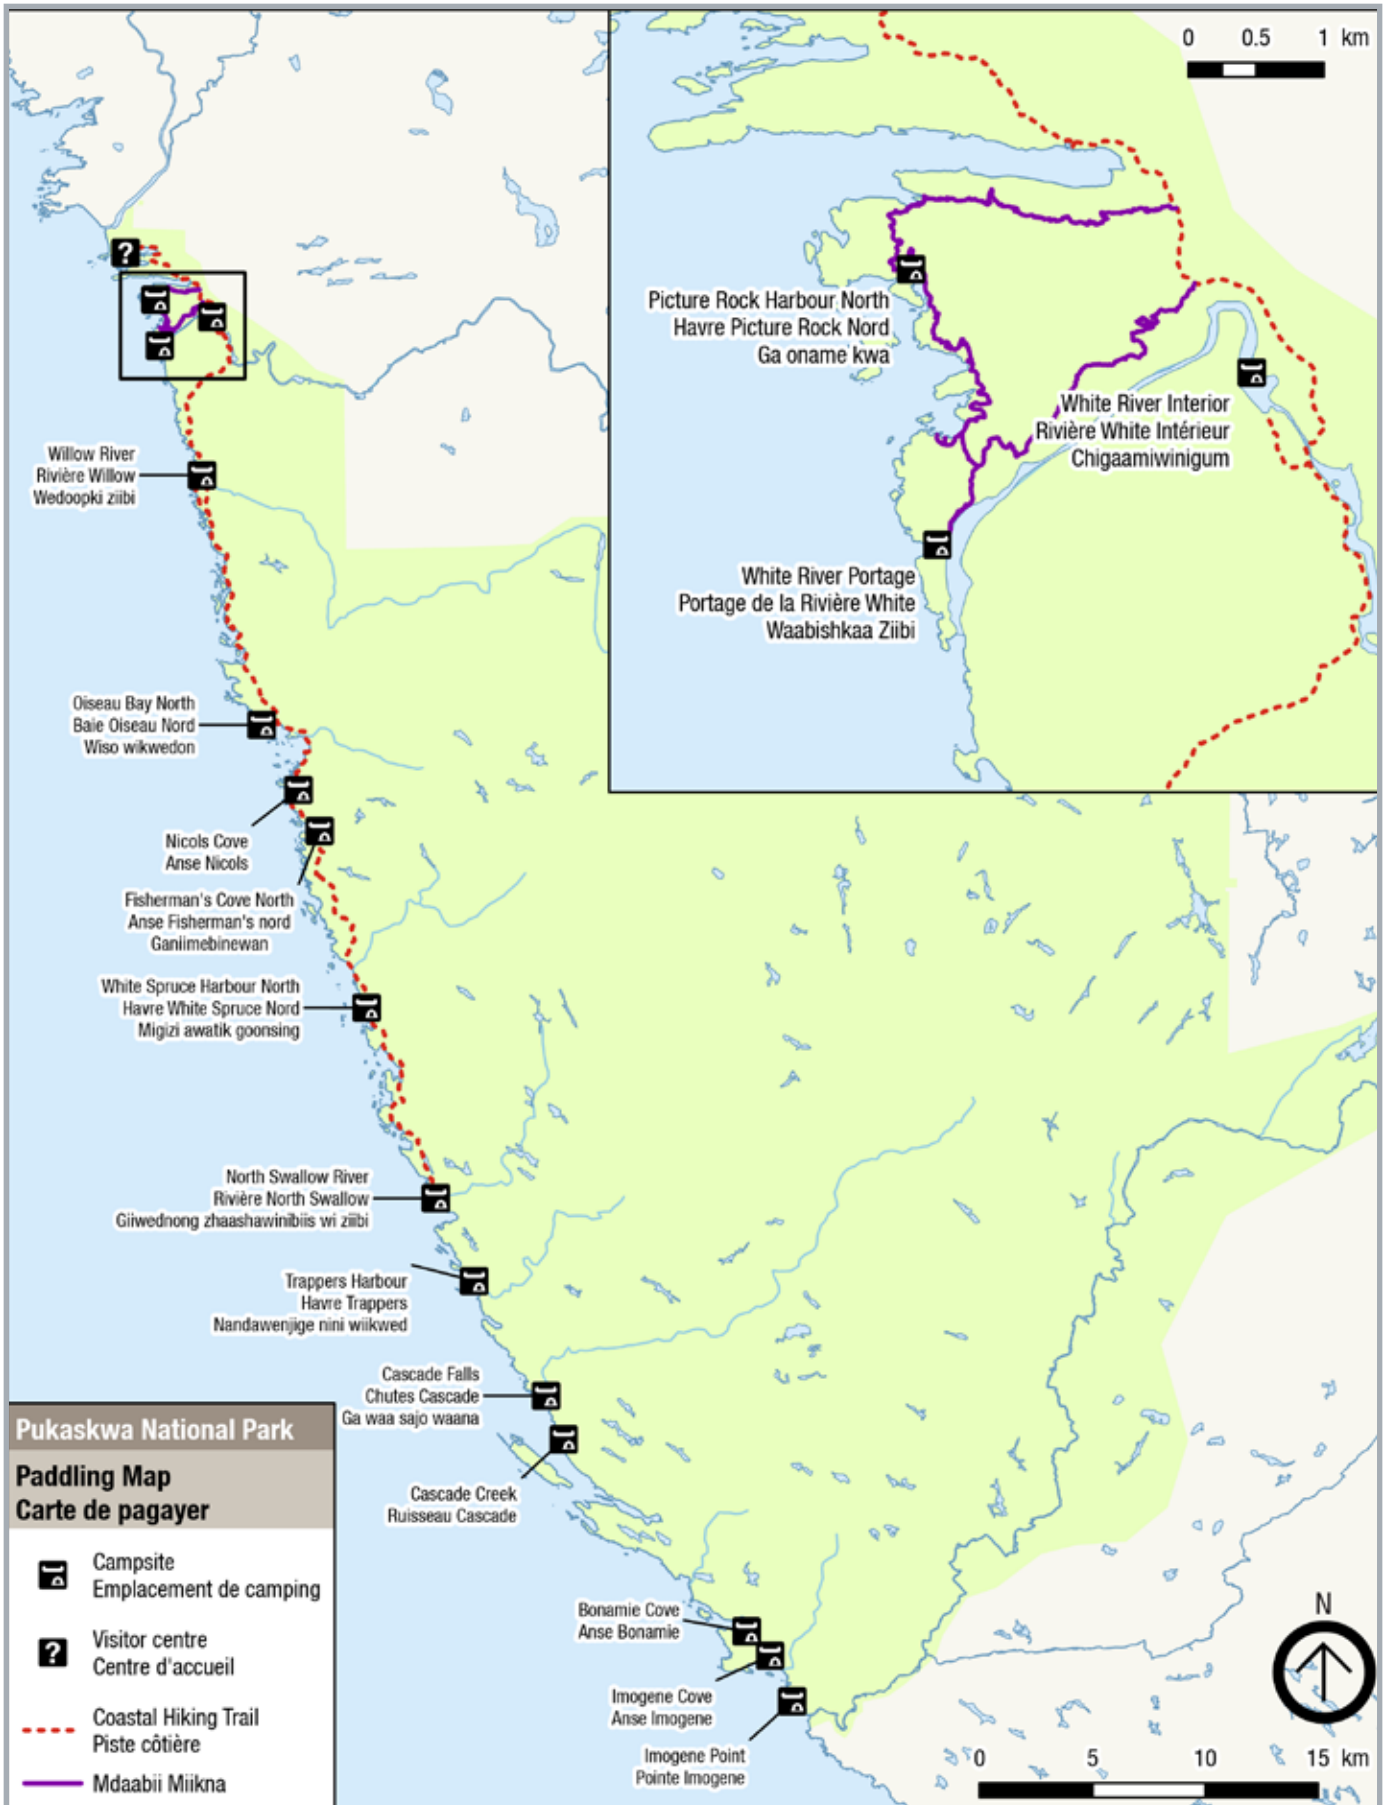 0 0.5 1 km
Picture Rock Harbour North
Havre Picture Rock Nord
Ga oname kwa
White River Interior
Rivière White Intérieur
Chigaamiwinigum
White River Portage
Portage de la Rivière White
Waabishkaa Ziibi
?
Willow River
Rivière Willow
Wedoopki ziibi
Oiseau Bay North
Baie Oiseau Nord
Wiso wikwedon
Nicols Cove
Anse Nicols
Fisherman's Cove North
Anse Fisherman's nord
Ganiimebinewan
White Spruce Harbour North
Havre White Spruce Nord
Migizi awatik goonsing
North Swallow River
Rivière North Swallow
Giiwednong zhaashawinibiis wi ziibi
Trappers Harbour
Havre Trappers
Nandawenjige nini wiikwed
Cascade Falls
Chutes Cascade
Ga waa sajo waana
Cascade Creek
Ruisseau Cascade
Bonamie Cove
Anse Bonamie
Imogene Cove
Anse Imogene
Imogene Point
Pointe Imogene
Pukaskwa National Park
Paddling Map
Carte de pagayer
Campsite
Emplacement de camping
?
Visitor centre
Centre d'accueil
Coastal Hiking Trail
Piste côtière
Mdaabii Miikna
N
0 5 10 15 km